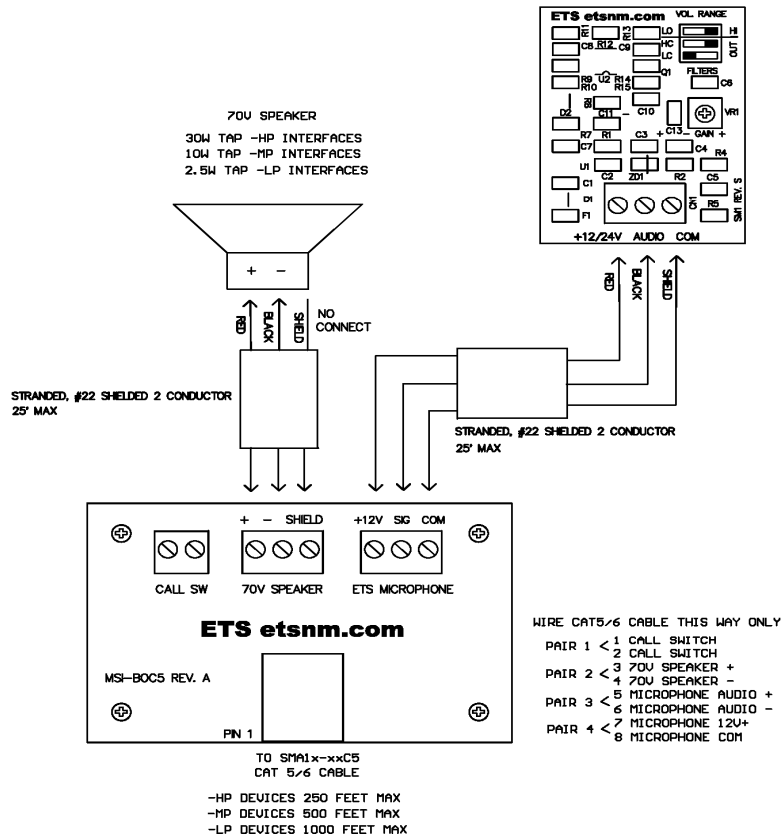 ETS etsnm.com
VOL. RANGE
R11
R12
R13
LO
HI
C8
C9
HC
LC
OUT
Q1
R9
R10
U2
R14
R15
FILTERS
C6
R8
C10
D2
C11
-
VR1
C13
- GAIN +
R7
R1
C3
+
-
C4
C7
R4
U1
C2
ZD1
R2
C5
C1
D1
F1
CN1
R5
SM1 REV. S
+12/24V AUDIO COM
RED
BLACK
SHIELD
70V SPEAKER
30W TAP -HP INTERFACES
10W TAP -MP INTERFACES
2.5W TAP -LP INTERFACES
+ -
RED
BLACK
SHIELD
NO
CONNECT
STRANDED, #22 SHIELDED 2 CONDUCTOR
25' MAX
STRANDED, #22 SHIELDED 2 CONDUCTOR
25' MAX
+ - SHIELD
+12V SIG COM
CALL SW
70V SPEAKER
ETS MICROPHONE
ETS etsnm.com
MSI-BOC5 REV. A
PIN 1
TO SMA1x-xxC5
CAT 5/6 CABLE
-HP DEVICES 250 FEET MAX
-MP DEVICES 500 FEET MAX
-LP DEVICES 1000 FEET MAX
WIRE CAT5/6 CABLE THIS WAY ONLY
PAIR 1 < 1 CALL SWITCH
2 CALL SWITCH
PAIR 2 < 3 70V SPEAKER +
4 70V SPEAKER -
PAIR 3 < 5 MICROPHONE AUDIO +
6 MICROPHONE AUDIO -
PAIR 4 < 7 MICROPHONE 12V+
8 MICROPHONE COM